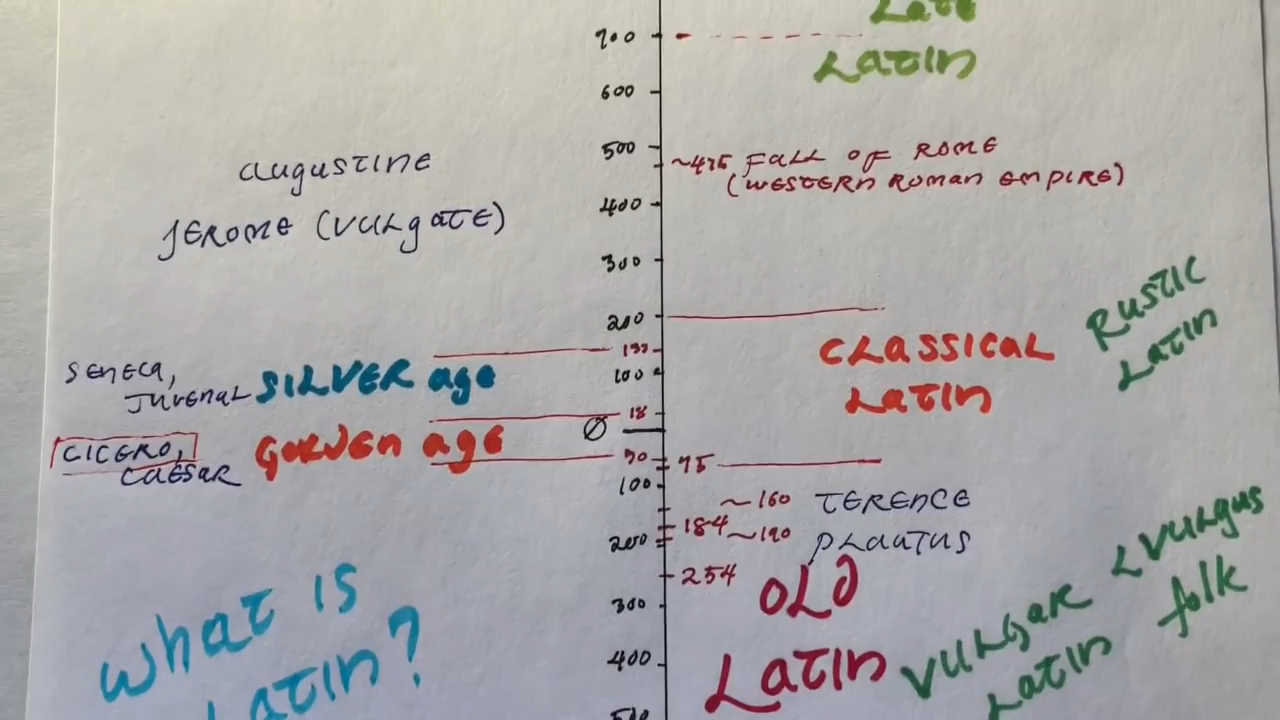 Late
700
Latin
600
500
~475 Fall of Rome
(Western Roman Empire)
Augustine
400
Jerome (Vulgate)
300
Rustic
Latin
200
Classical
Latin
133
Seneca,
Juvenal
Silver age
100
18
Ø
Cicero,
Caesar
Golden age
70
75
100
~160 Terence
184
~190 Plautus
200
254
Old
Latin
300
What is
Latin?
400
Vulgar
Latin
L vulgus
folk